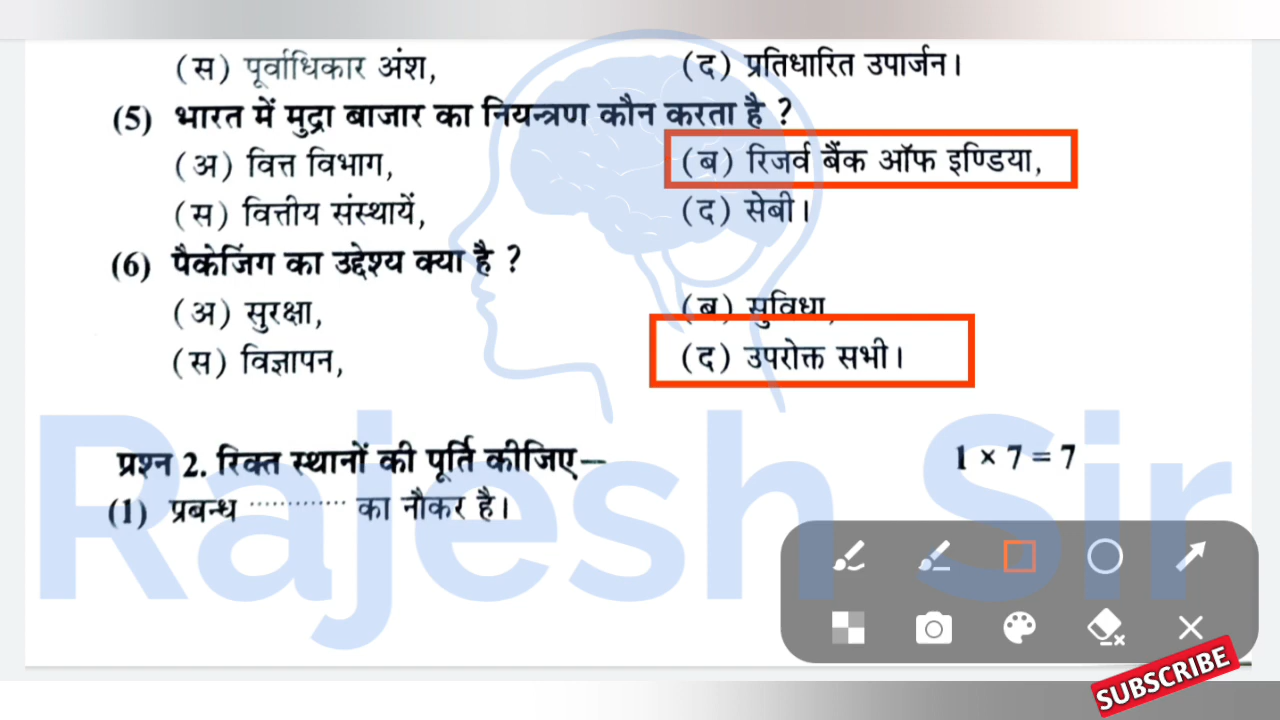 (स) पूर्वाधिकार अंश, (द) प्रतिधारित उपार्जन।
(5) भारत में मुद्रा बाजार का नियन्त्रण कौन करता है ?
(अ) वित्त विभाग, (ब) रिजर्व बैंक ऑफ इण्डिया,
(स) वित्तीय संस्थायें, (द) सेबी।
(6) पैकेजिंग का उद्देश्य क्या है ?
(अ) सुरक्षा, (ब) सुविधा,
(स) विज्ञापन, (द) उपरोक्त सभी।
प्रश्न 2. रिक्त स्थानों की पूर्ति कीजिए— 1 × 7 = 7
(1) प्रबन्ध ············· का नौकर है।
Rajesh Sir
SUBSCRIBE